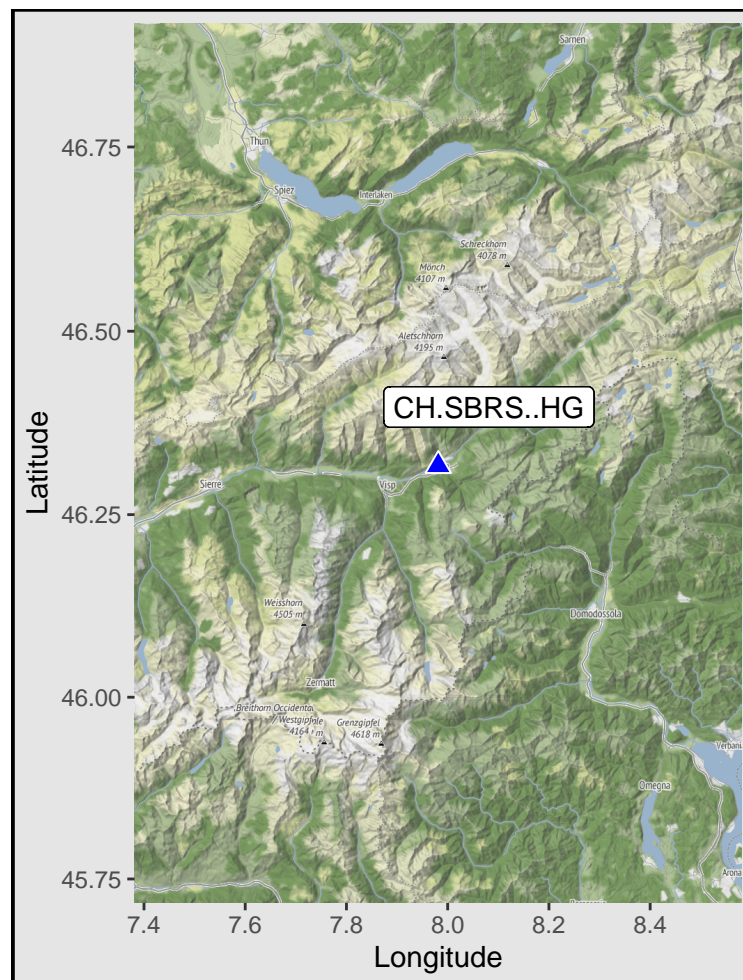 Sarnen
46.75
Thun
Spiez
Interlaken
Schreckhorn
4078 m
Mönch
4107 m
46.50
Aletschhorn
4195 m
CH.SBRS..HG
Latitude
Sierre
Visp
46.25
Weisshorn
4505 m
Domodossola
46.00
Zermatt
Breithorn Occidental
/ Westgipfel
4164 m
Grenzgipfel
4618 m
Verbani
Omegna
45.75
Arona
7.4
7.6
7.8
8.0
8.2
8.4
Longitude